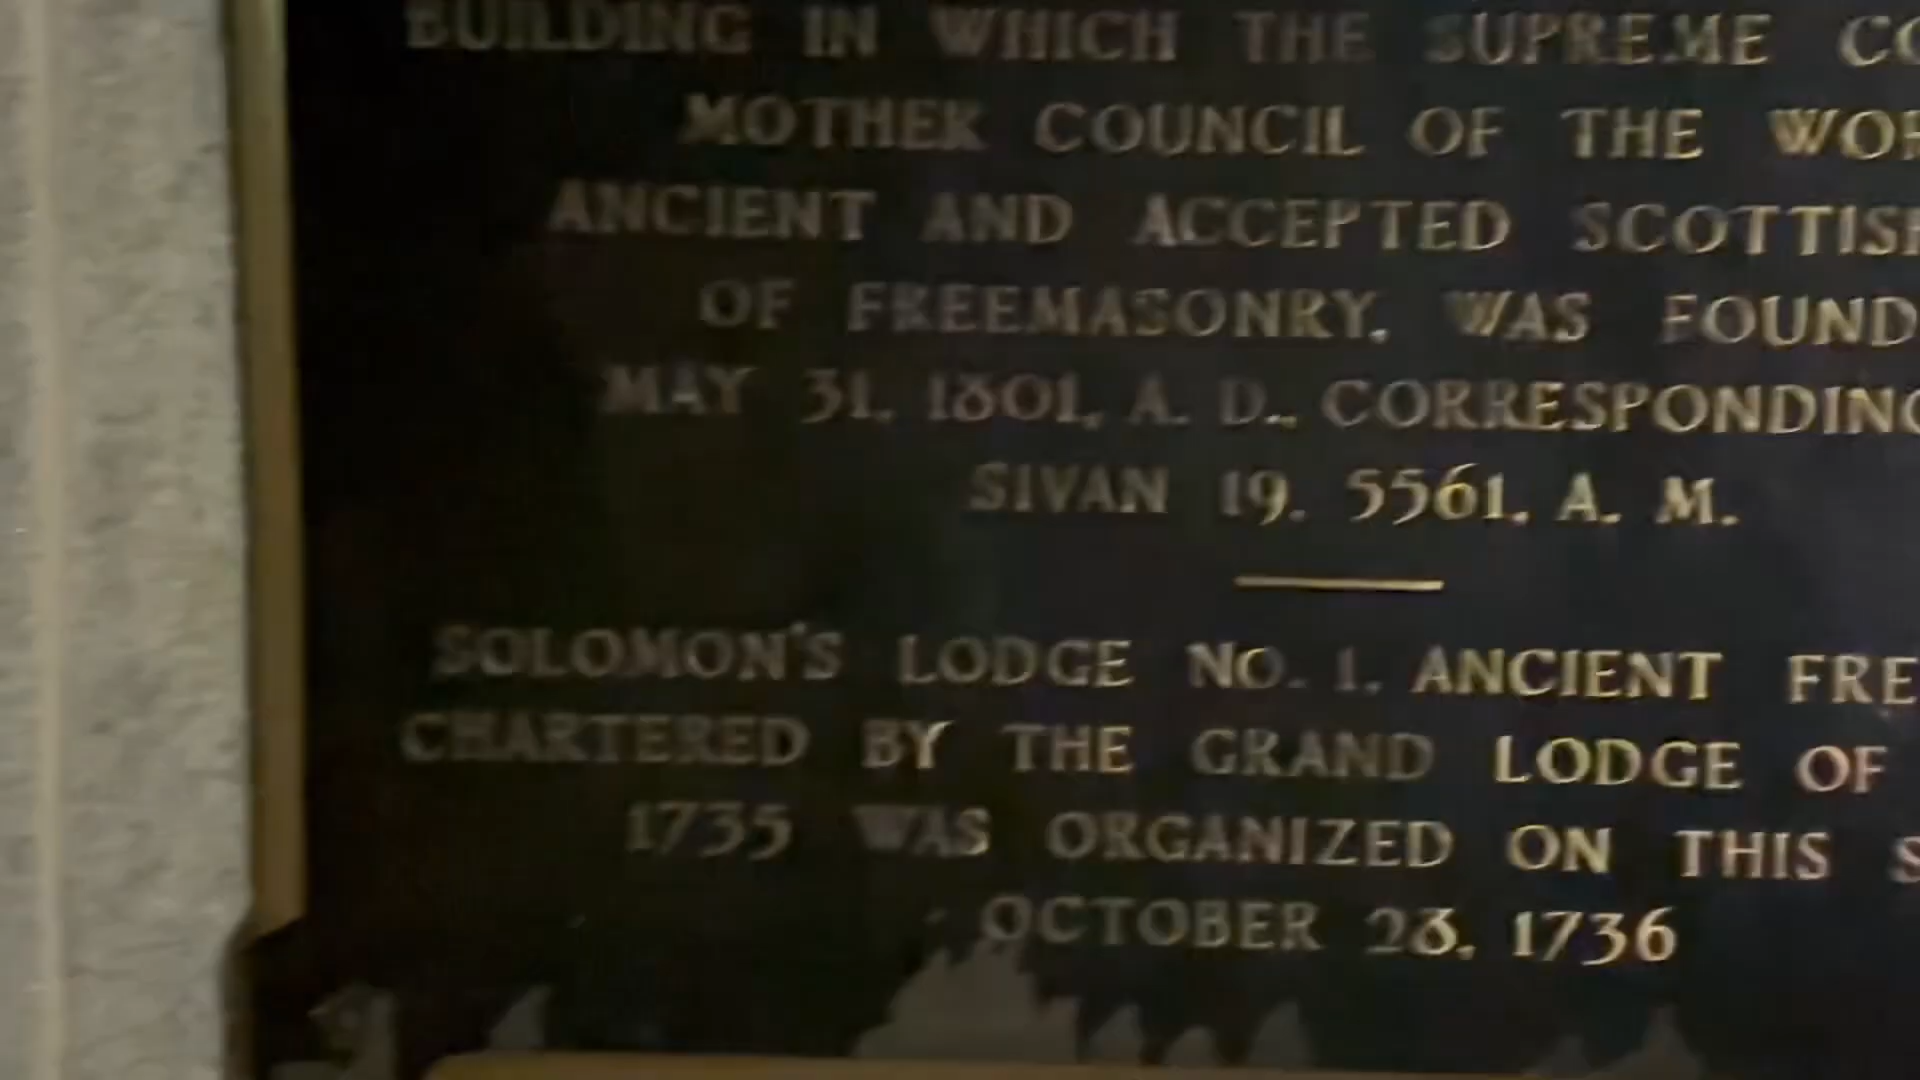 BUILDING IN WHICH THE SUPREME
MOTHER COUNCIL OF THE
ANCIENT AND ACCEPTED SCOTTISH
OF FREEMASONRY, WAS
MAY 31, 1801, A. D., CORRESPONDING
SIVAN 19, 5561, A. M.
SOLOMON'S LODGE NO. 1, ANCIENT
CHARTERED BY THE GRAND LODGE OF
1735 WAS ORGANIZED ON THIS
OCTOBER 28, 1736